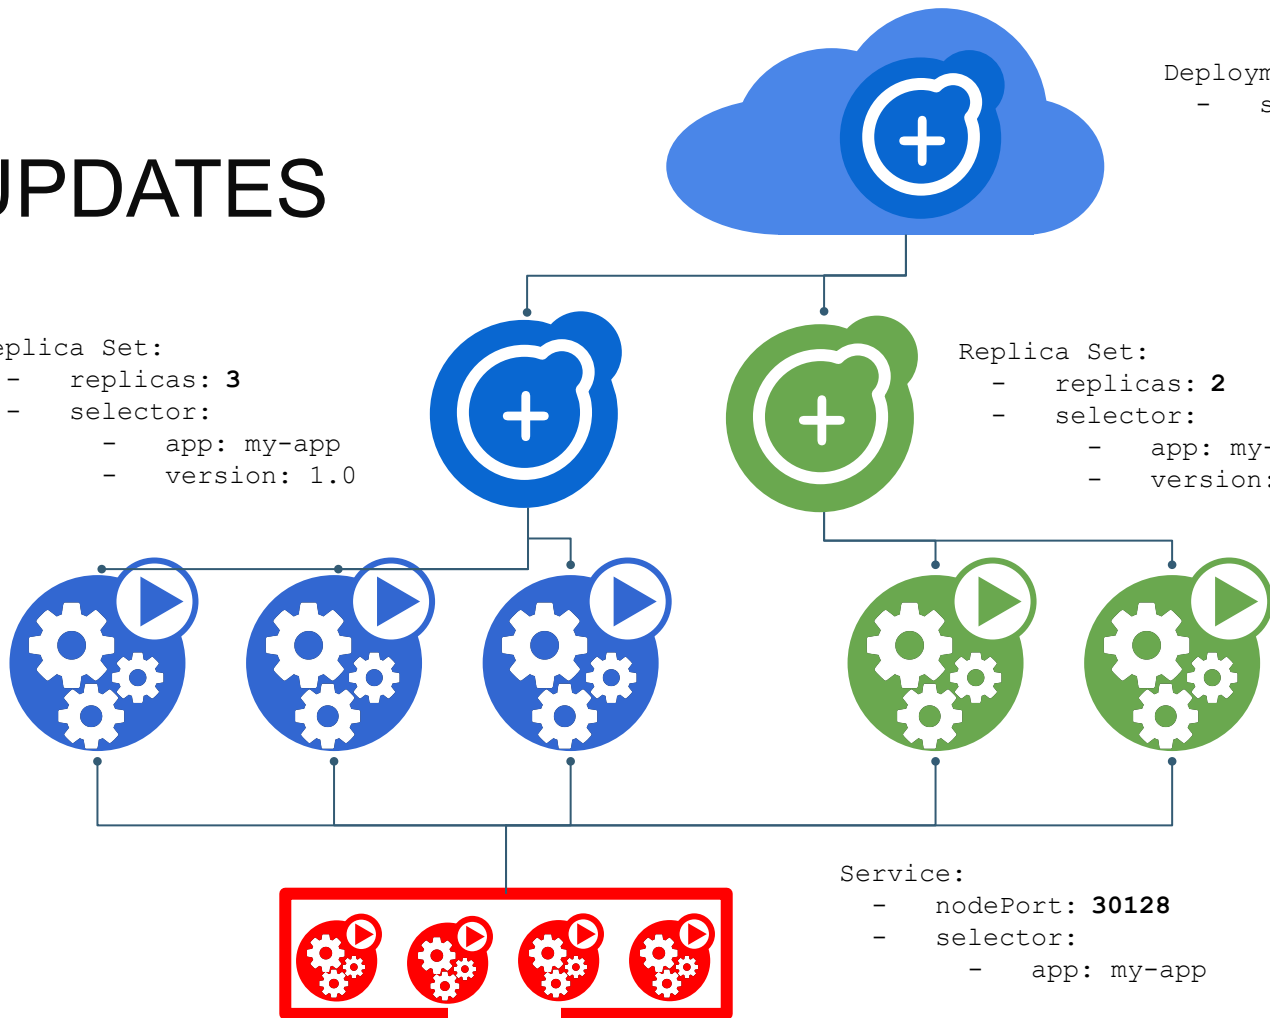 Deploym
- s
UPDATES
eplica Set:
- replicas: 3
- selector:
- app: my-app
- version: 1.0
Replica Set:
- replicas: 2
- selector:
- app: my-
- version:
Service:
- nodePort: 30128
- selector:
- app: my-app